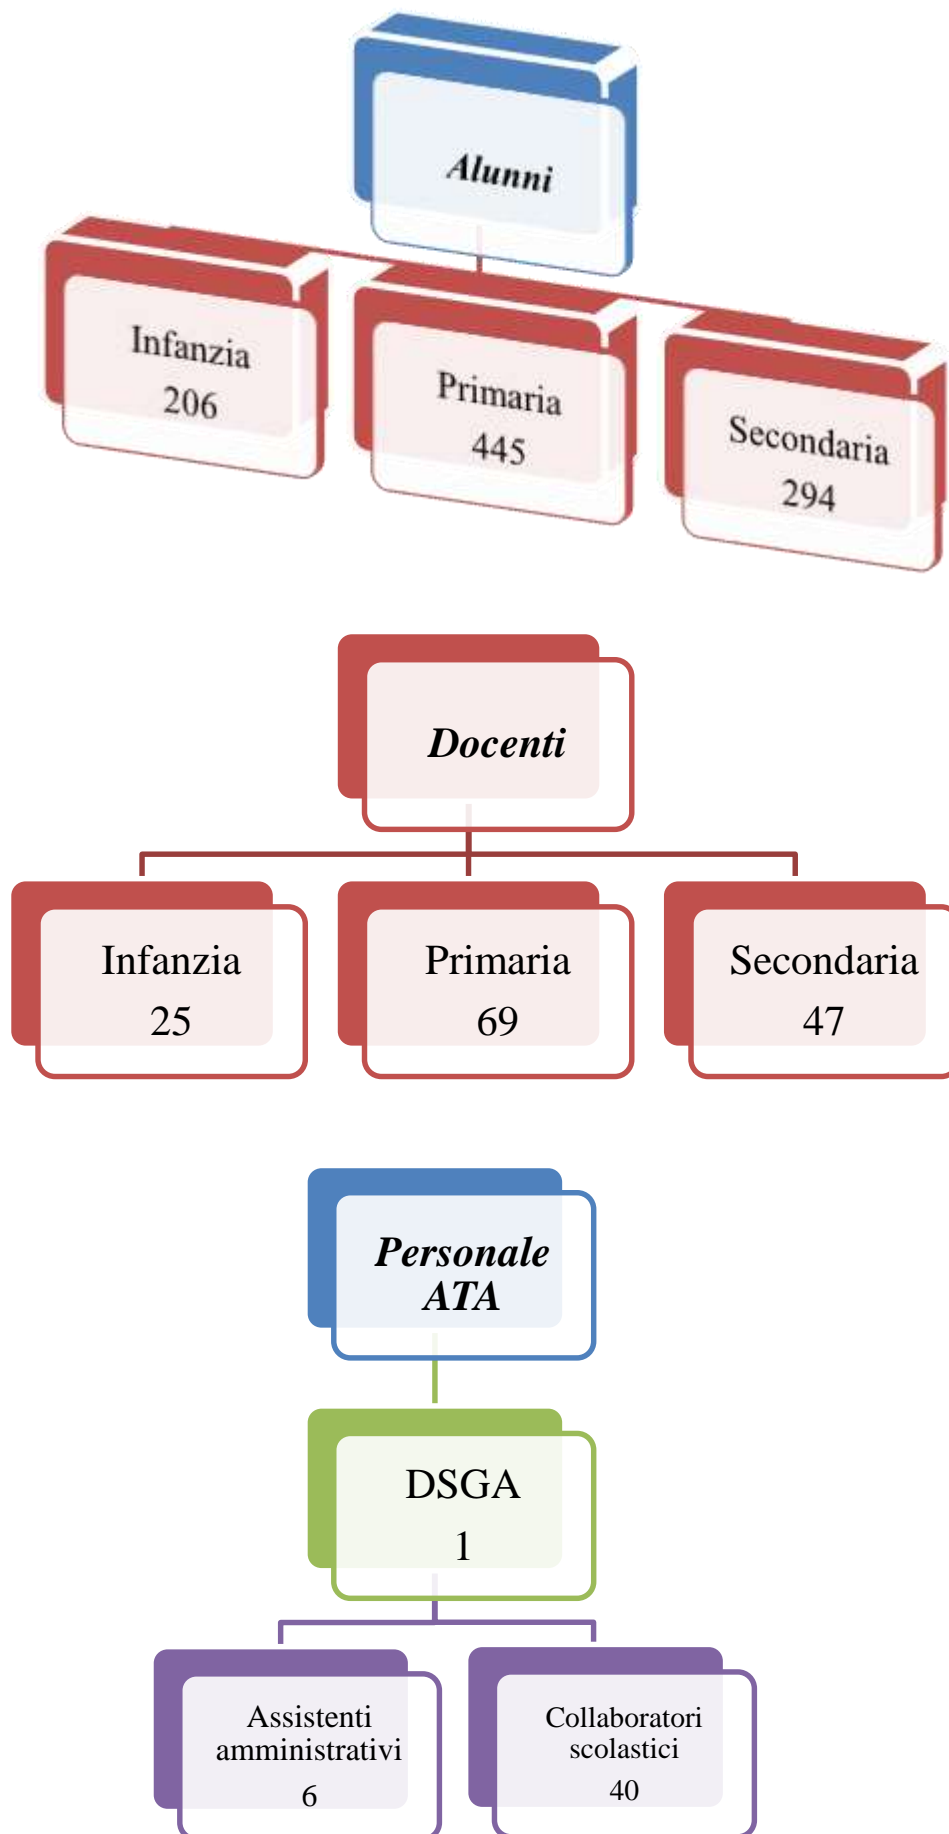 Alunni
Infanzia
206
Primaria
445
Secondaria
294
Docenti
Infanzia
25
Primaria
69
Secondaria
47
Personale
ATA
DSGA
1
Assistenti
amministrativi
6
Collaboratori
scolastici
40